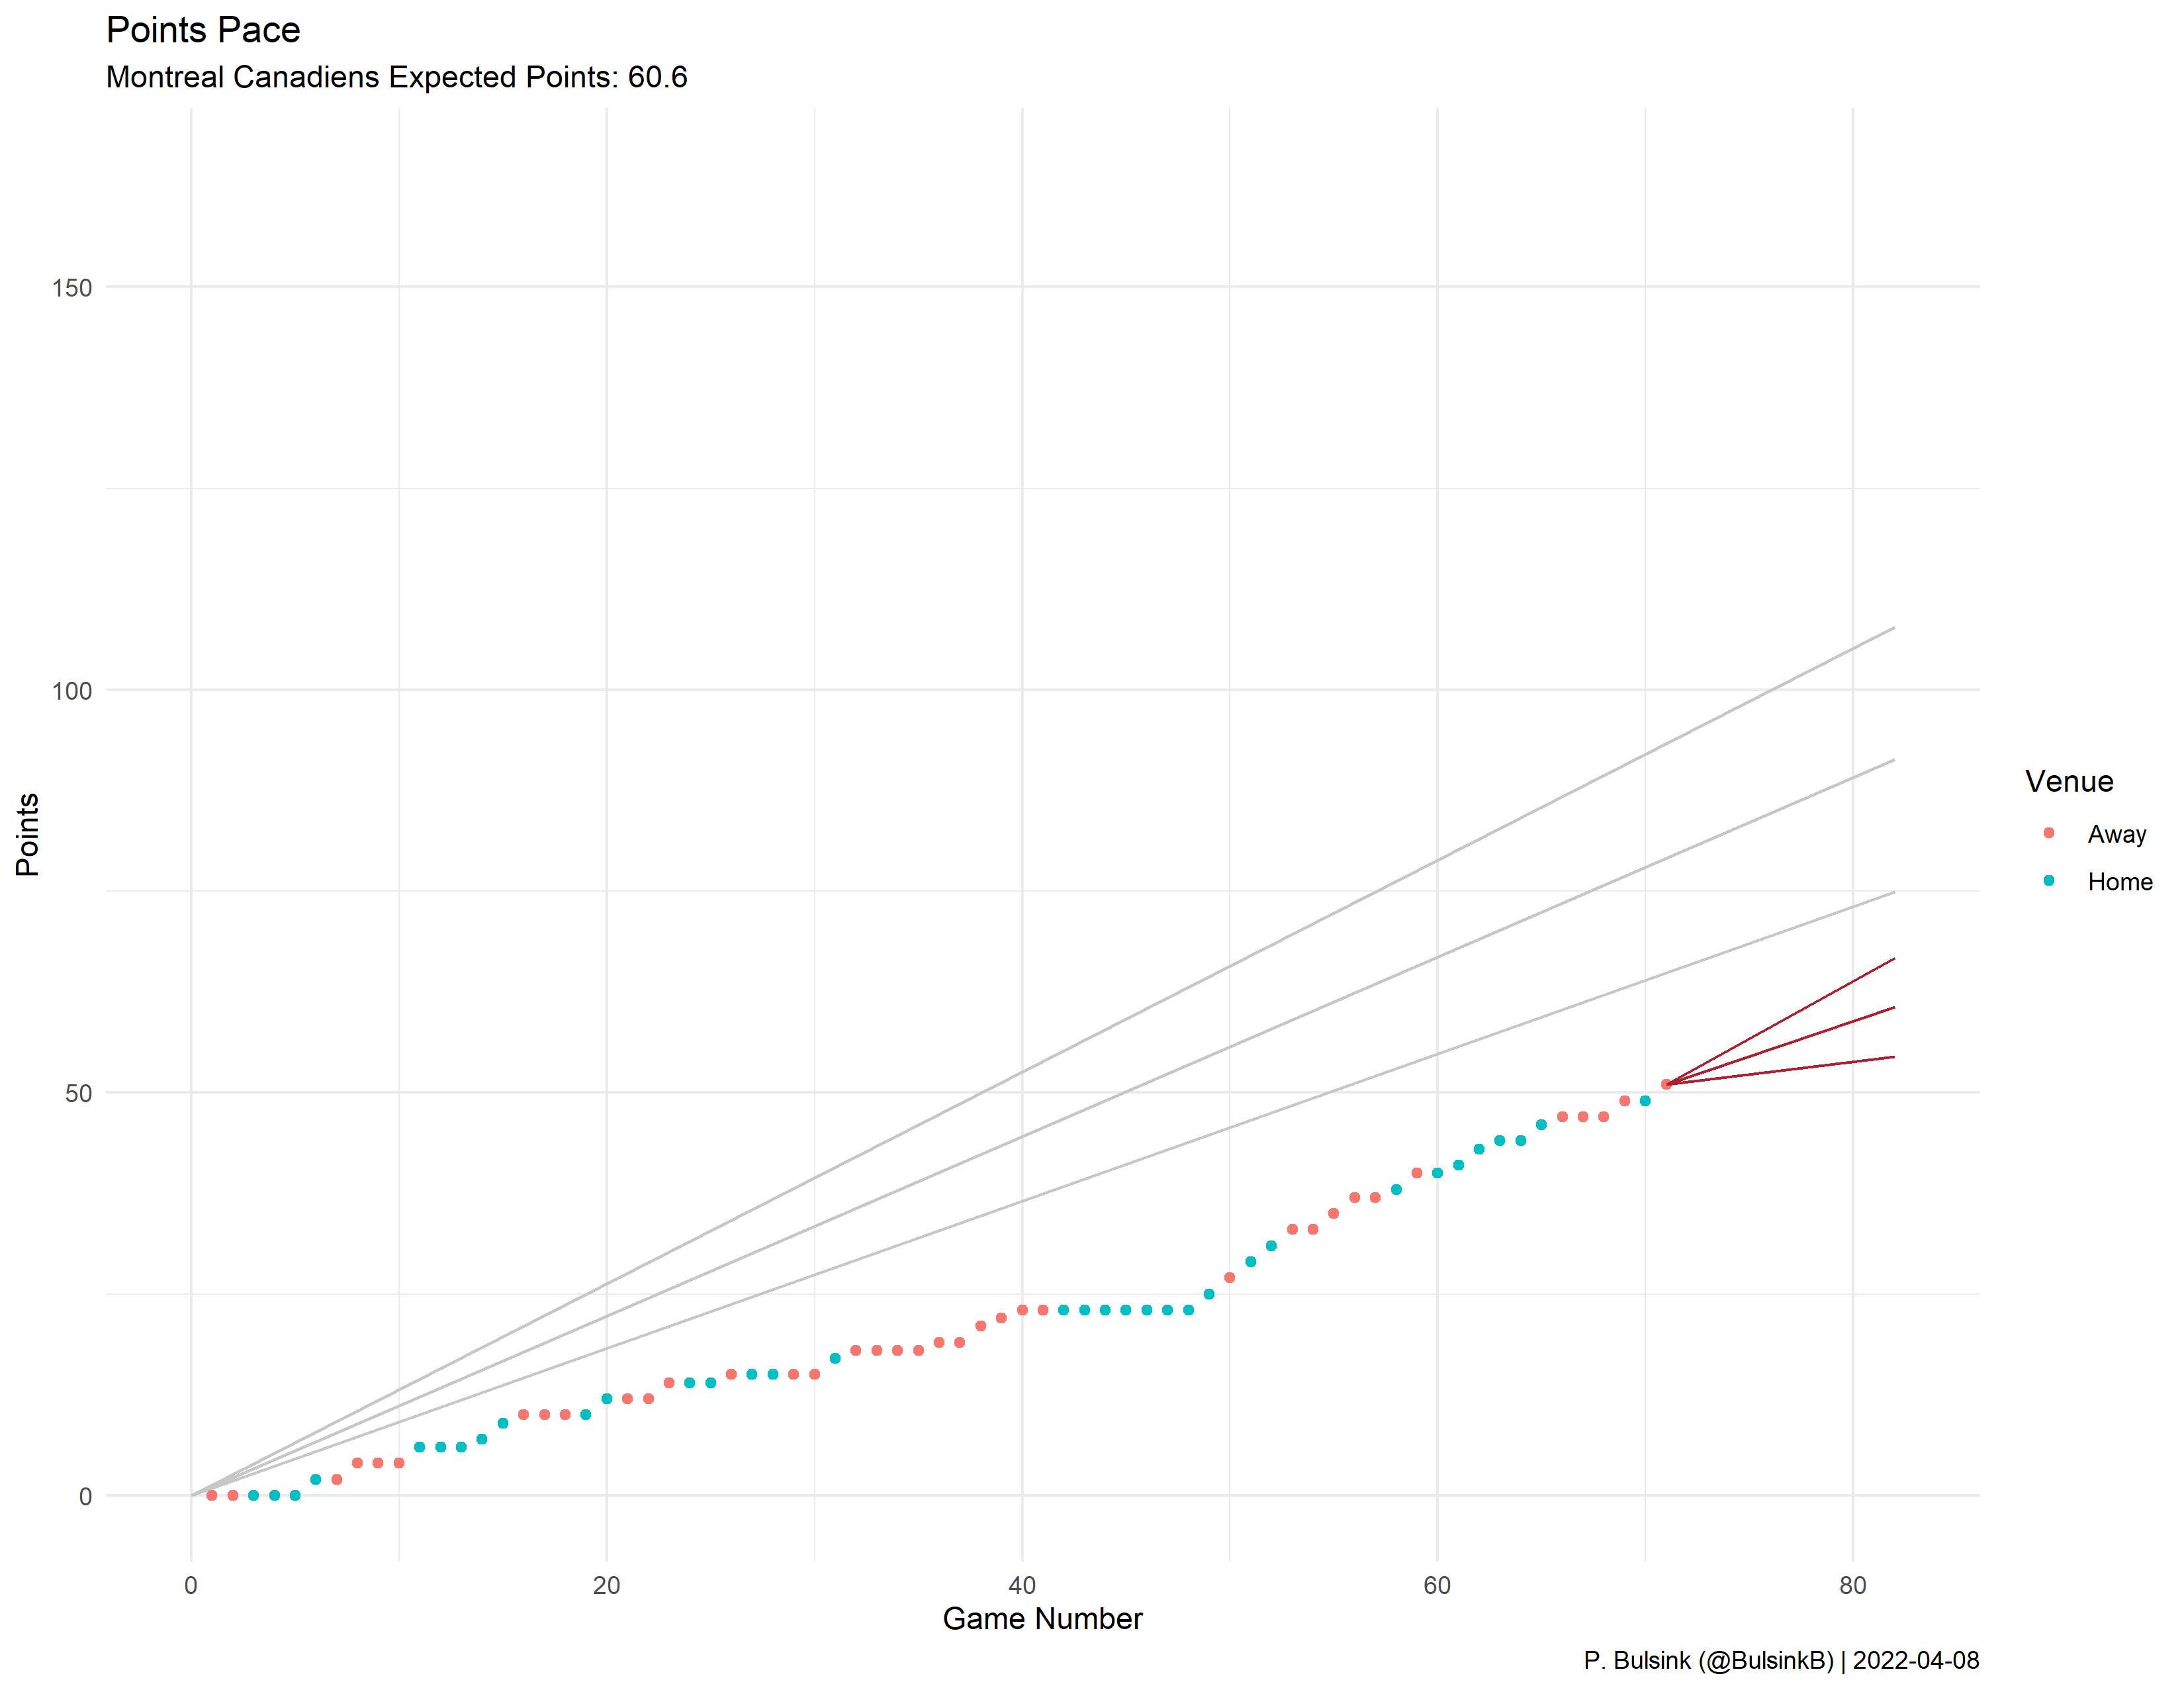 Points Pace
Montreal Canadiens Expected Points: 60.6
150
100
50
0
Points
0 20 40 60 80
Game Number
Venue
Away
Home
P. Bulsink (@BulsinkB) | 2022-04-08